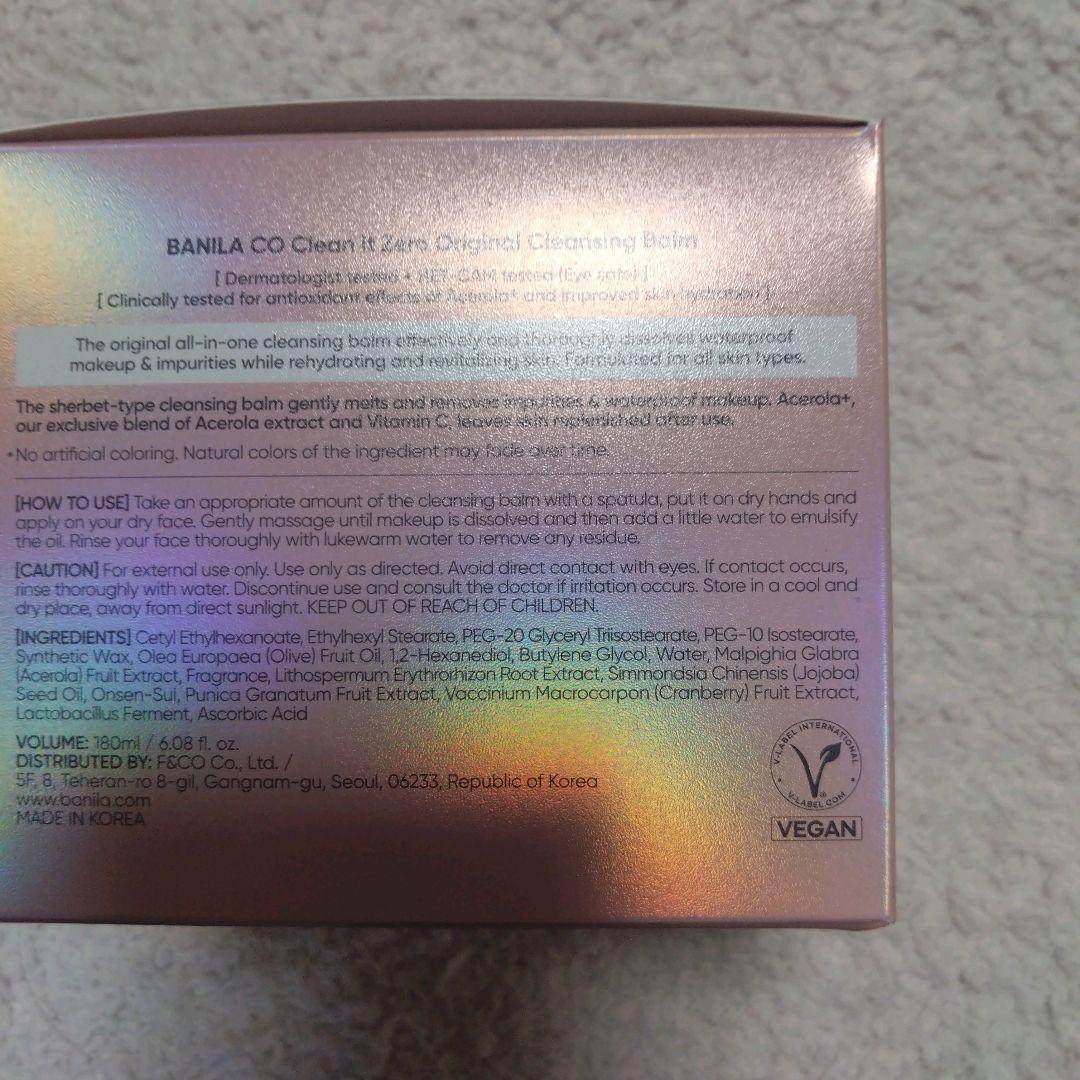 BANILA CO Clean it Zero Original Cleansing Balm
[ Dermatologist tested + HET-CAM tested (Eye safe) ]
[ Clinically tested for antioxidant effects of Acerola+ and improved skin hydration ]
The original all-in-one cleansing balm effectively and thoroughly dissolves waterproof
makeup & impurities while rehydrating and revitalizing skin. Formulated for all skin types.
The sherbet-type cleansing balm gently melts and removes impurities & waterproof makeup. Acerola+,
our exclusive blend of Acerola extract and Vitamin C, leaves skin replenished after use.
•No artificial coloring. Natural colors of the ingredient may fade over time.
[HOW TO USE] Take an appropriate amount of the cleansing balm with a spatula, put it on dry hands and
apply on your dry face. Gently massage until makeup is dissolved and then add a little water to emulsify
the oil. Rinse your face thoroughly with lukewarm water to remove any residue.
[CAUTION] For external use only. Use only as directed. Avoid direct contact with eyes. If contact occurs,
rinse thoroughly with water. Discontinue use and consult the doctor if irritation occurs. Store in a cool and
dry place, away from direct sunlight. KEEP OUT OF REACH OF CHILDREN.
[INGREDIENTS] Cetyl Ethylhexanoate, Ethylhexyl Stearate, PEG-20 Glyceryl Triisostearate, PEG-10 Isostearate,
Synthetic Wax, Olea Europaea (Olive) Fruit Oil, 1,2-Hexanediol, Butylene Glycol, Water, Malpighia Glabra
(Acerola) Fruit Extract, Fragrance, Lithospermum Erythrorhizon Root Extract, Simmondsia Chinensis (Jojoba)
Seed Oil, Onsen-Sui, Punica Granatum Fruit Extract, Vaccinium Macrocarpon (Cranberry) Fruit Extract,
Lactobacillus Ferment, Ascorbic Acid
VOLUME: 180ml / 6.08 fl. oz.
DISTRIBUTED BY: F&CO Co., Ltd. /
5F, 8, Teheran-ro 8-gil, Gangnam-gu, Seoul, 06233, Republic of Korea
www.banila.com
MADE IN KOREA
V-LABEL INTERNATIONAL
• V-LABEL.COM •
VEGAN